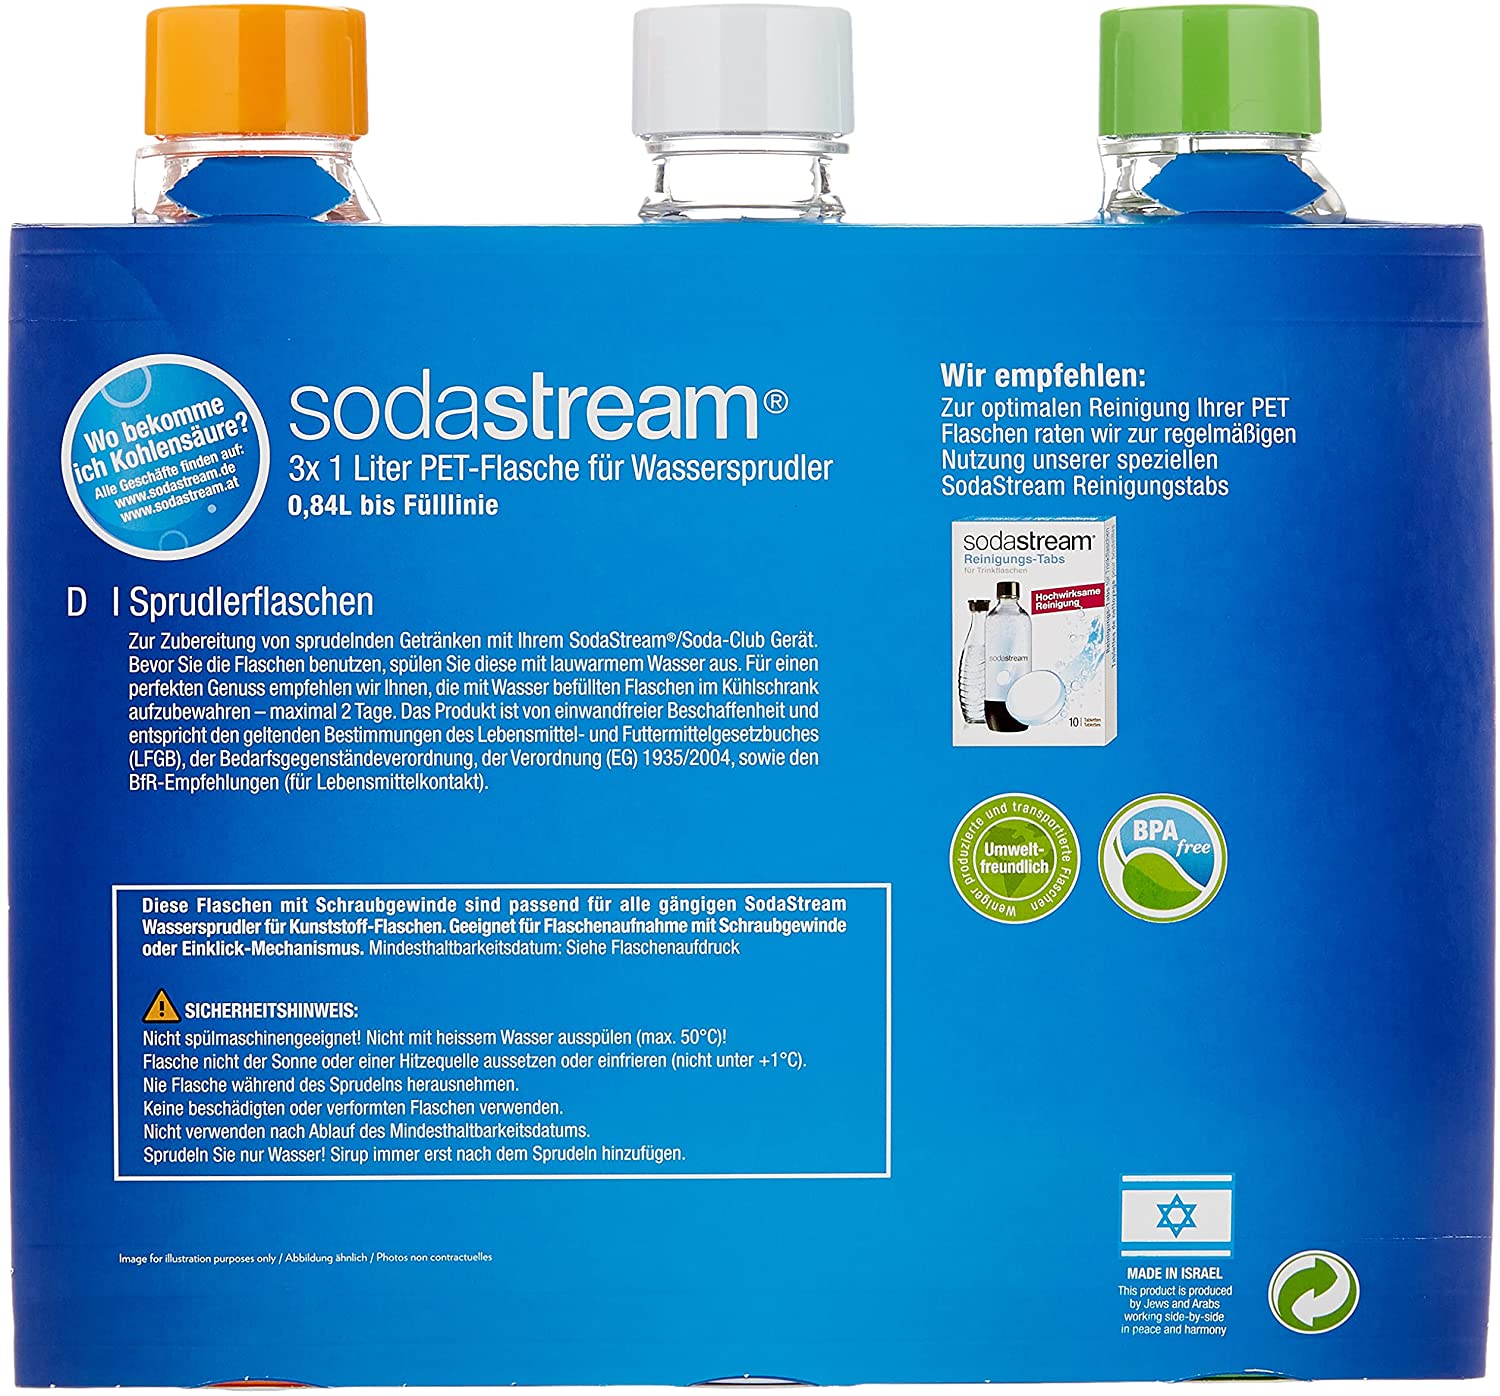 Wo bekomme
ich Kohlensäure?
Alle Geschäfte finden auf:
www.sodastream.de
www.sodastream.at
sodastream®
3x 1 Liter PET-Flasche für Wassersprudler
0,84L bis Fülllinie
D I Sprudlerflaschen
Zur Zubereitung von sprudelnden Getränken mit Ihrem SodaStream®/Soda-Club Gerät.
Bevor Sie die Flaschen benutzen, spülen Sie diese mit lauwarmem Wasser aus. Für einen
perfekten Genuss empfehlen wir Ihnen, die mit Wasser befüllten Flaschen im Kühlschrank
aufzubewahren – maximal 2 Tage. Das Produkt ist von einwandfreier Beschaffenheit und
entspricht den geltenden Bestimmungen des Lebensmittel- und Futtermittelgesetzbuches
(LFGB), der Bedarfsgegenständeverordnung, der Verordnung (EG) 1935/2004, sowie den
BfR-Empfehlungen (für Lebensmittelkontakt).
Diese Flaschen mit Schraubgewinde sind passend für alle gängigen SodaStream
Wassersprudler für Kunststoff-Flaschen. Geeignet für Flaschenaufnahme mit Schraubgewinde
oder Einklick-Mechanismus. Mindesthaltbarkeitsdatum: Siehe Flaschenaufdruck
SICHERHEITSHINWEIS:
Nicht spülmaschinengeeignet! Nicht mit heissem Wasser ausspülen (max. 50°C)!
Flasche nicht der Sonne oder einer Hitzequelle aussetzen oder einfrieren (nicht unter +1°C).
Nie Flasche während des Sprudelns herausnehmen.
Keine beschädigten oder verformten Flaschen verwenden.
Nicht verwenden nach Ablauf des Mindesthaltbarkeitsdatums.
Sprudeln Sie nur Wasser! Sirup immer erst nach dem Sprudeln hinzufügen.
Image for illustration purposes only / Abbildung ähnlich / Photos non contractuelles
Wir empfehlen:
Zur optimalen Reinigung Ihrer PET
Flaschen raten wir zur regelmäßigen
Nutzung unserer speziellen
SodaStream Reinigungstabs
sodastream®
Reinigungs-Tabs
für Trinkflaschen
Hochwirksame
Reinigung
sodastream
10 | Tabletten
Tablettes
Weniger produzierte und transportierte Flaschen
Umwelt-
freundlich
BPA
free
MADE IN ISRAEL
This product is produced
by Jews and Arabs
working side-by-side
in peace and harmony